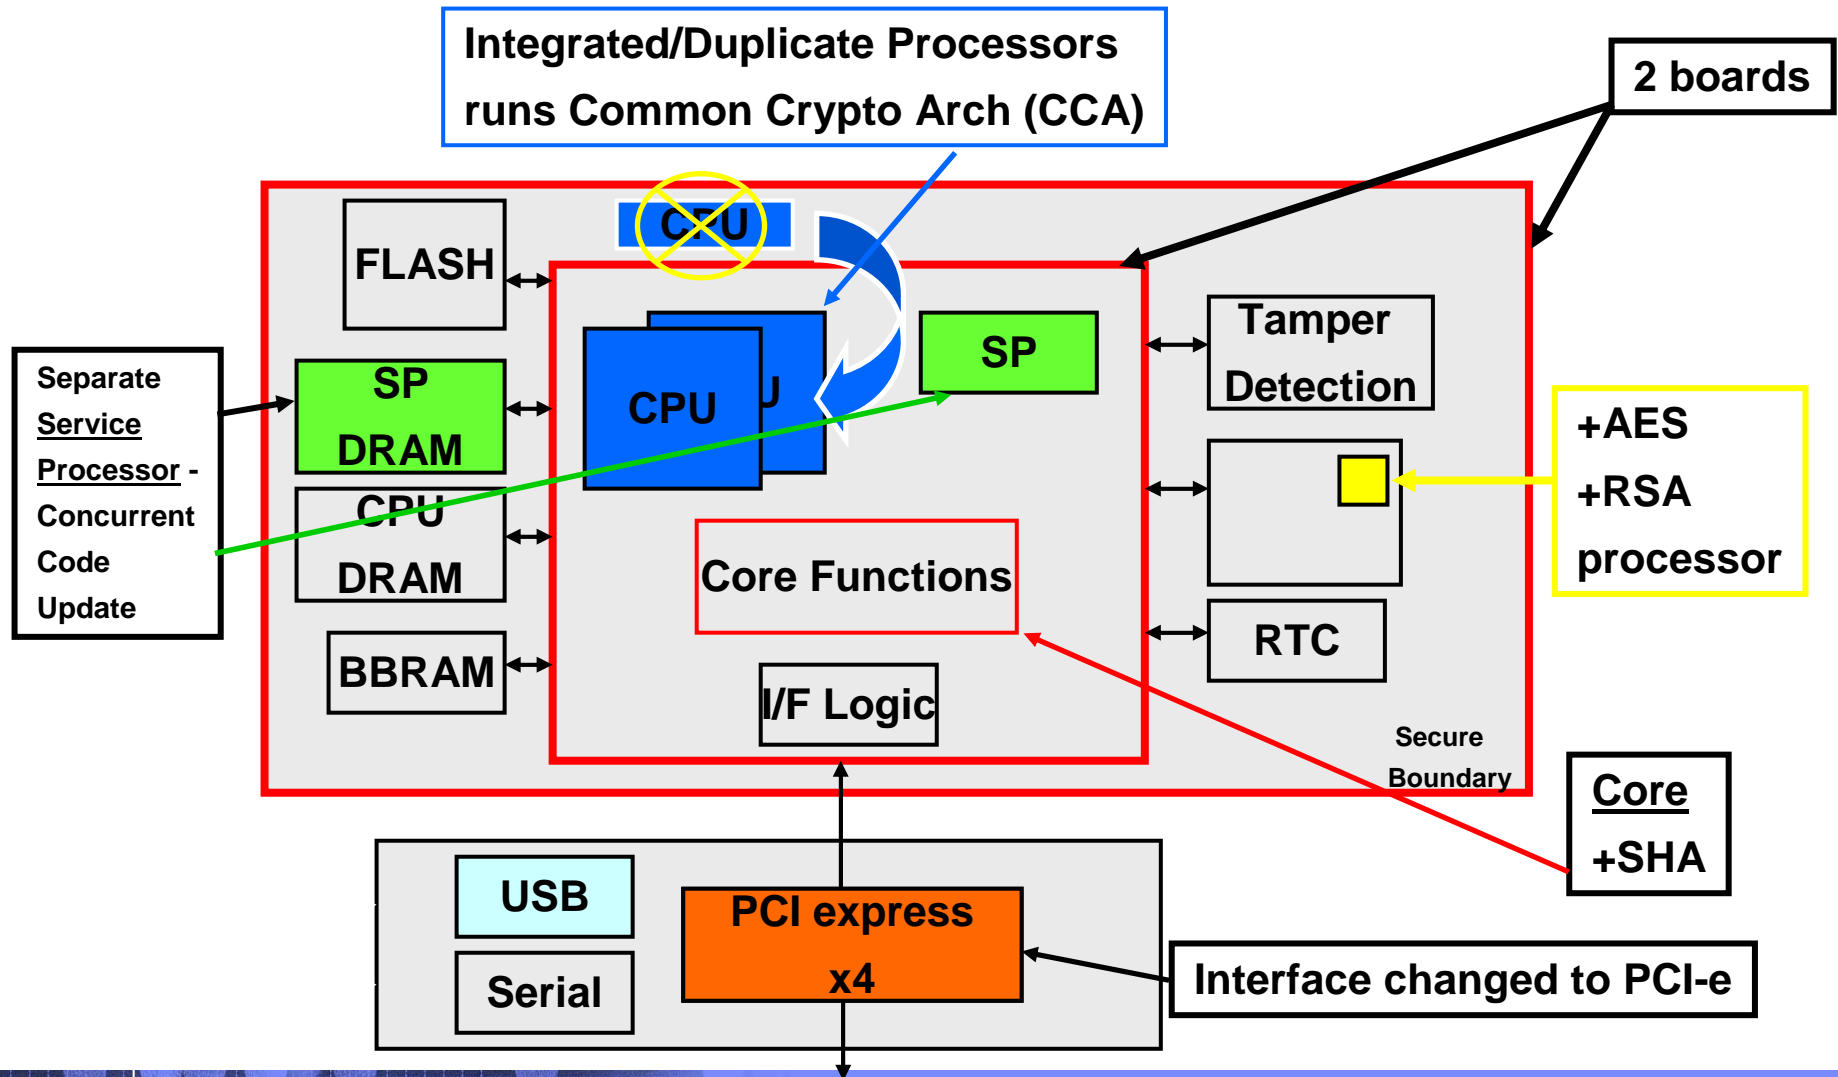 Integrated/Duplicate Processors
runs Common Crypto Arch (CCA)
2 boards
CPU
FLASH
SP
Tamper
Detection
Separate
Service
Processor -
Concurrent
Code
Update
SP
DRAM
CPU
U
+AES
+RSA
processor
CPU
DRAM
Core Functions
RTC
BBRAM
I/F Logic
Secure
Boundary
Core
+SHA
USB
PCI express
x4
Serial
Interface changed to PCI-e